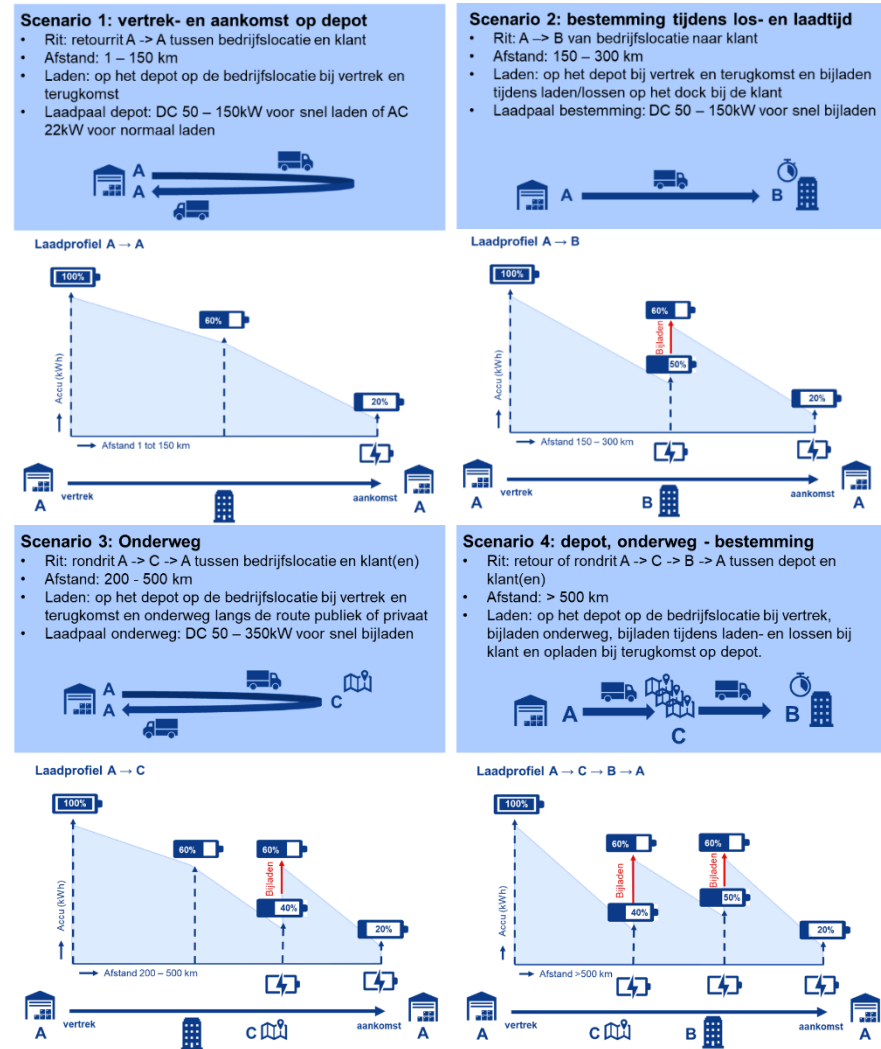 Scenario 1: vertrek- en aankomst op depot
• Rit: retourrit A -> A tussen bedrijfslocatie en klant
• Afstand: 1 – 150 km
• Laden: op het depot op de bedrijfslocatie bij vertrek en
terugkomst
• Laadpaal depot: DC 50 – 150kW voor snel laden of AC
22kW voor normaal laden
A
A
Laadprofiel A → A
100%
60%
20%
Accu (kWh)
Afstand 1 tot 150 km
A
vertrek
aankomst
A
Scenario 2: bestemming tijdens los- en laadtijd
• Rit: A –> B van bedrijfslocatie naar klant
• Afstand: 150 – 300 km
• Laden: op het depot bij vertrek en terugkomst en bijladen
tijdens laden/lossen op het dock bij de klant
• Laadpaal bestemming: DC 50 – 150kW voor snel bijladen
A
B
Laadprofiel A → B
100%
60%
Bijladen
50%
20%
Accu (kWh)
Afstand 150 – 300 km
A
vertrek
B
aankomst
A
Scenario 3: Onderweg
• Rit: rondrit A -> C -> A tussen bedrijfslocatie en klant(en)
• Afstand: 200 - 500 km
• Laden: op het depot op de bedrijfslocatie bij vertrek en
terugkomst en onderweg langs de route publiek of privaat
• Laadpaal onderweg: DC 50 – 350kW voor snel bijladen
A
A
C
Laadprofiel A → C
100%
60%
60%
Bijladen
40%
20%
Accu (kWh)
Afstand 200 – 500 km
A
vertrek
C
aankomst
A
Scenario 4: depot, onderweg - bestemming
• Rit: retour of rondrit A -> C -> B -> A tussen depot en
klant(en)
• Afstand: > 500 km
• Laden: op het depot op de bedrijfslocatie bij vertrek,
bijladen onderweg, bijladen tijdens laden- en lossen bij
klant en opladen bij terugkomst op depot.
A
C
B
Laadprofiel A → C → B → A
100%
60%
60%
Bijladen
Bijladen
40%
50%
20%
Accu (kWh)
Afstand >500 km
A
vertrek
C
B
aankomst
A